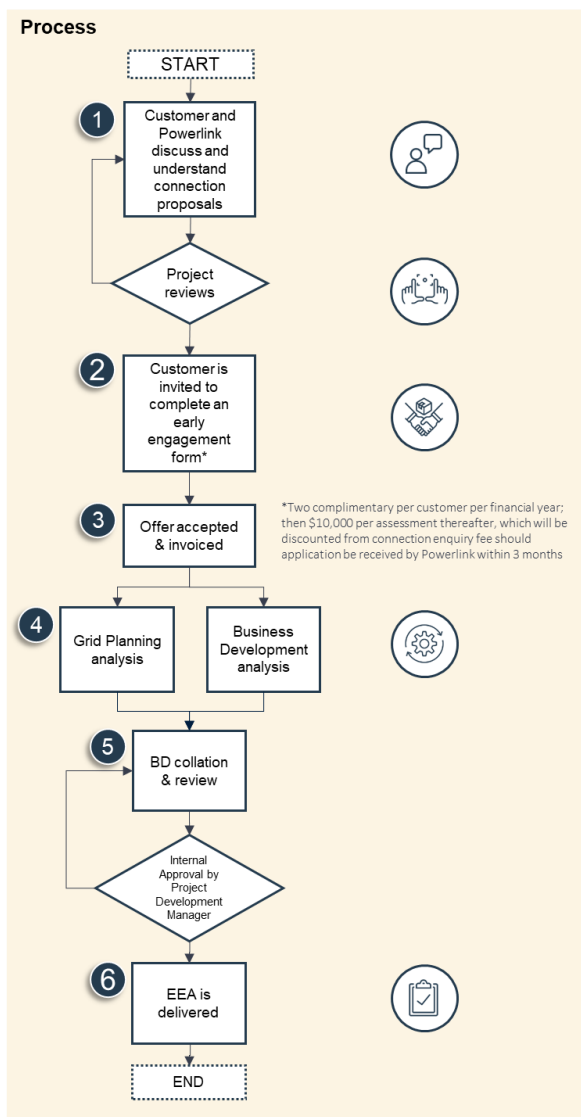 Process
START
1
Customer and
Powerlink
discuss and
understand
connection
proposals
Project
reviews
2
Customer is
invited to
complete an
early
engagement
form*
3
Offer accepted
& invoiced
*Two complimentary per customer per financial year;
then $10,000 per assessment thereafter, which will be
discounted from connection enquiry fee should
application be received by Powerlink within 3 months
4
Grid Planning
analysis
Business
Development
analysis
5
BD collation
& review
Internal
Approval by
Project
Development
Manager
6
EEA is
delivered
END